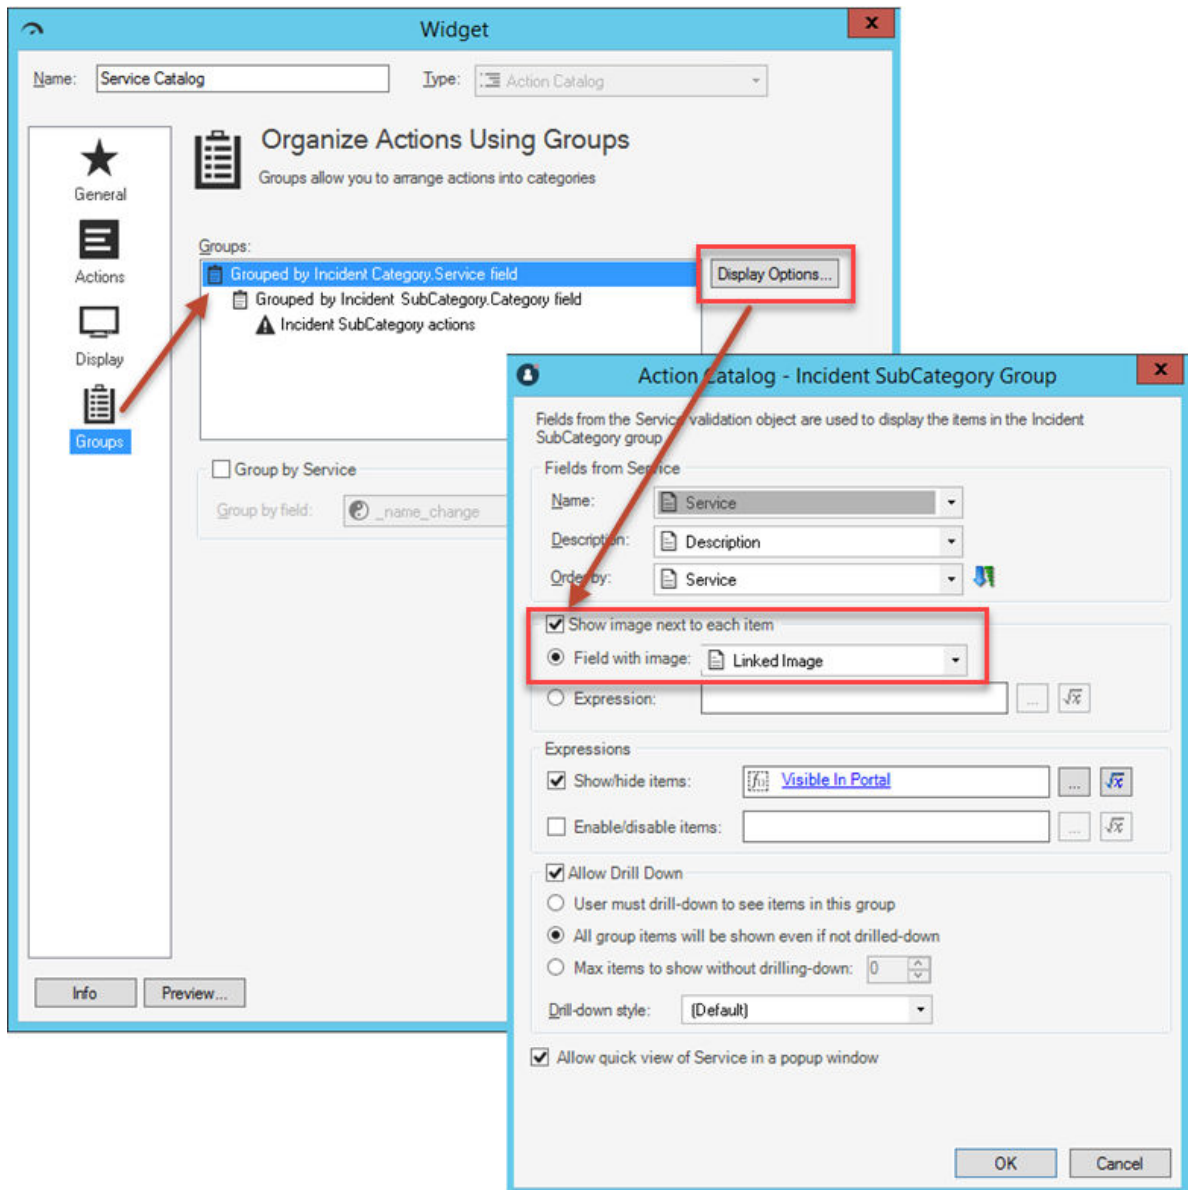 Widget
x
Name:
Service Catalog
Type:
Action Catalog
General
Actions
Display
Groups
Organize Actions Using Groups
Groups allow you to arrange actions into categories
Groups:
Grouped by Incident Category.Service field
Grouped by Incident SubCategory.Category field
Incident SubCategory actions
Display Options...
Group by Service
Group by field:
_name_change
Info
Preview...
Action Catalog - Incident SubCategory Group
x
Fields from the Service validation object are used to display the items in the Incident
SubCategory group
Fields from Service
Name:
Service
Description:
Description
Order by:
Service
Show image next to each item
Field with image:
Linked Image
Expression:
...
√x
Expressions
Show/hide items:
Visible In Portal
...
√x
Enable/disable items:
...
√x
Allow Drill Down
User must drill-down to see items in this group
All group items will be shown even if not drilled-down
Max items to show without drilling-down:
0
Drill-down style:
(Default)
Allow quick view of Service in a popup window
OK
Cancel